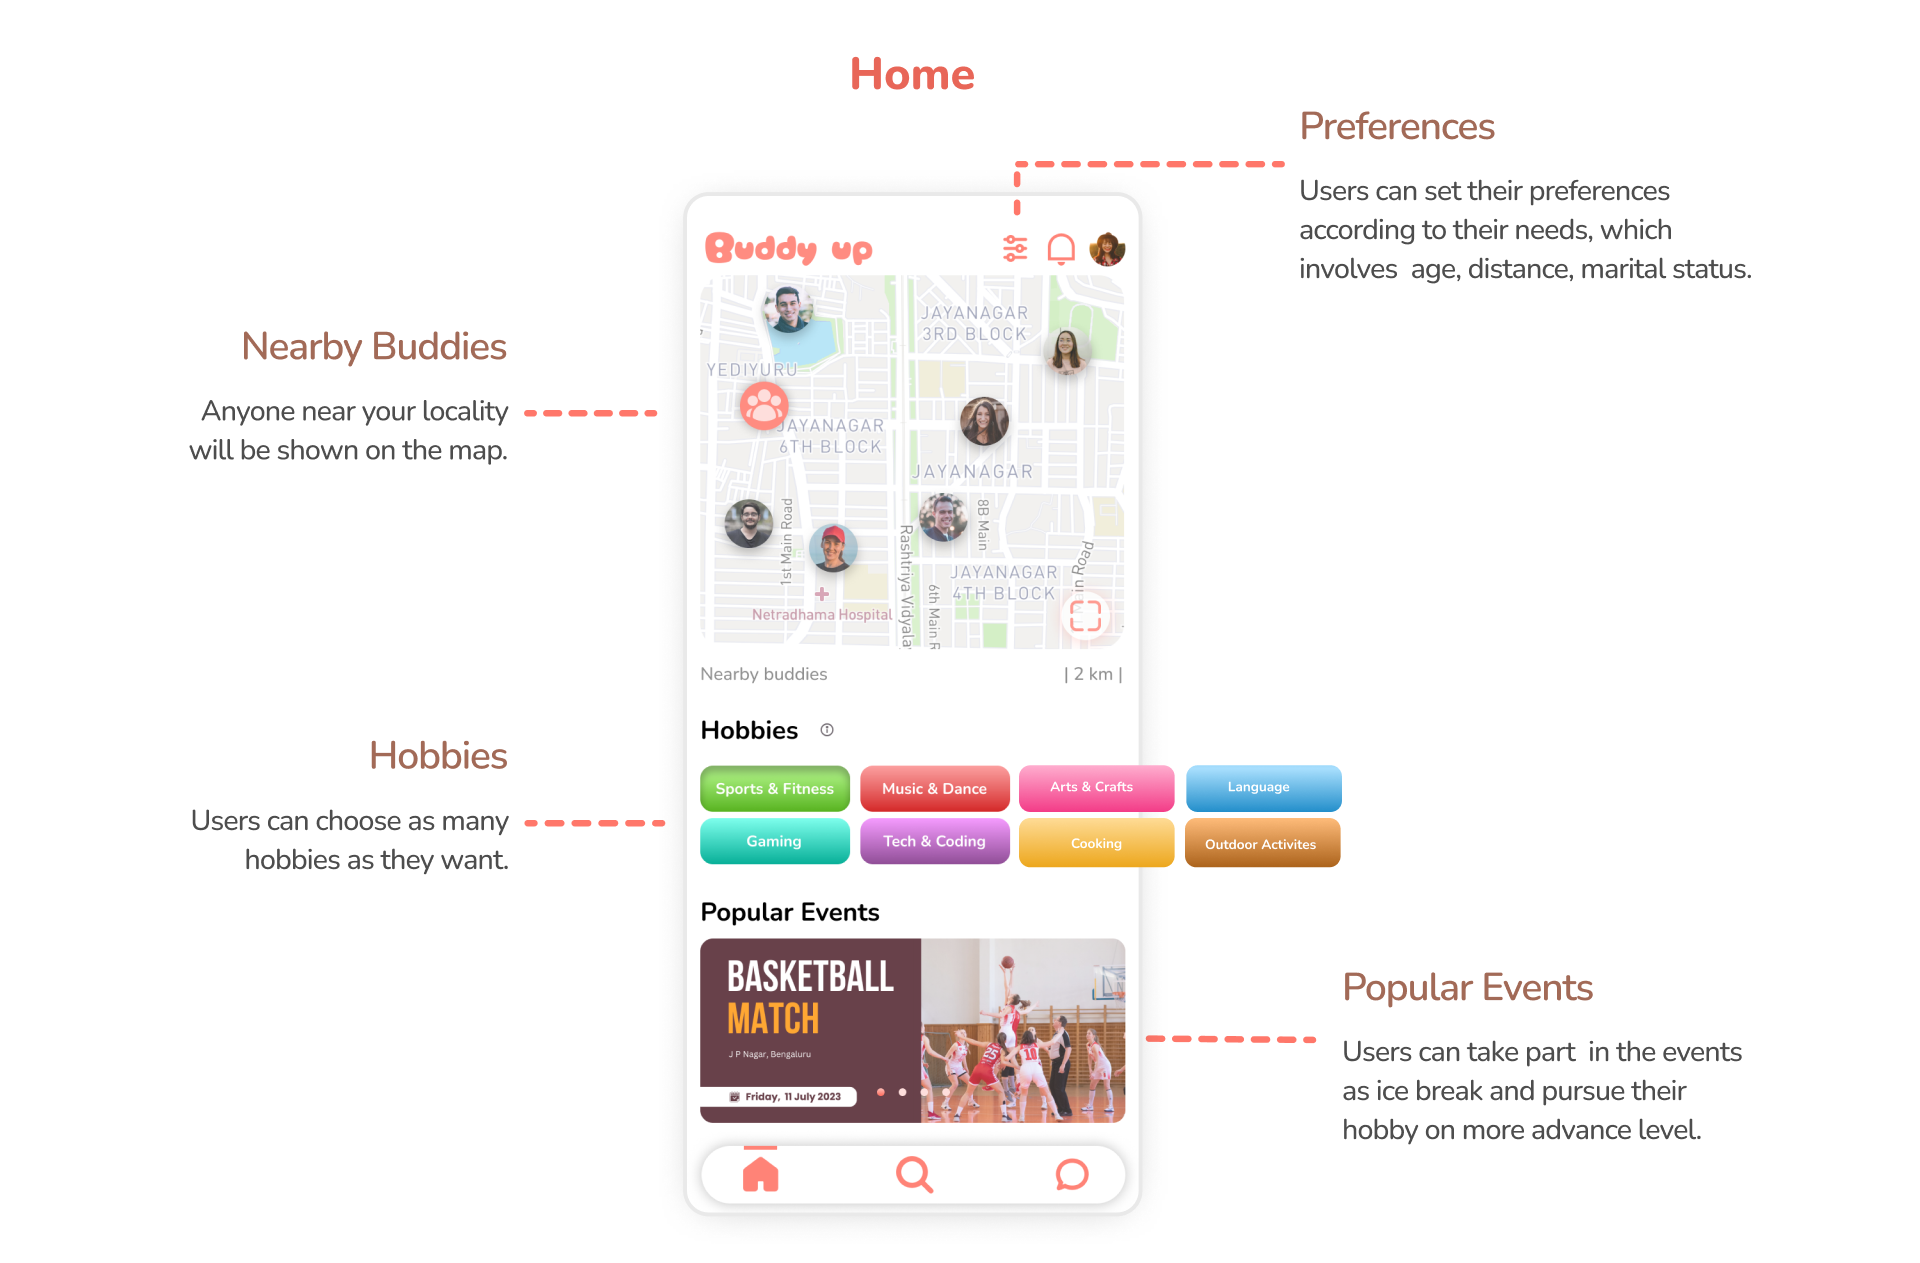 Home
Preferences
Users can set their preferences
according to their needs, which
involves  age, distance, marital status.
Nearby Buddies
Anyone near your locality
will be shown on the map.
Hobbies
Users can choose as many
hobbies as they want.
Buddy up
JAYANAGAR
3RD BLOCK
YEDIYURU
JAYANAGAR
6TH BLOCK
JAYANAGAR
1st Main Road
8B Main
Rashtriya Vidyalay
6th Main R
JAYANAGAR
4TH BLOCK
n Road
Netradhama Hospital
Nearby buddies
| 2 km |
Hobbies
Sports & Fitness
Music & Dance
Arts & Crafts
Language
Gaming
Tech & Coding
Cooking
Outdoor Activites
Popular Events
BASKETBALL
MATCH
J P Nagar, Bengaluru
Friday, 11 July 2023
25
10
Popular Events
Users can take part  in the events
as ice break and pursue their
hobby on more advance level.